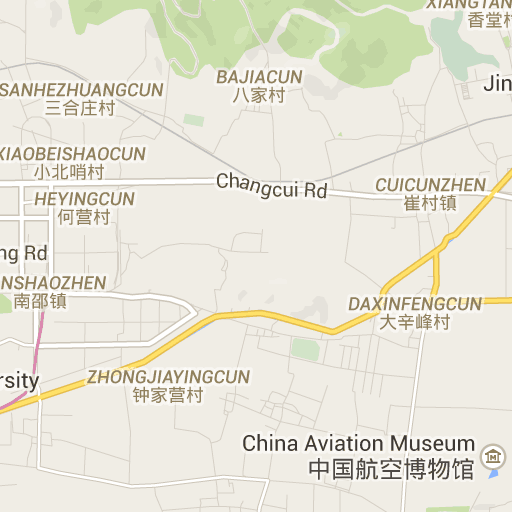 XIANGTAN
香堂村
BAJIACUN
八家村
Jin
SANHEZHUANGCUN
三合庄村
XIAOBEISHAOCUN
小北哨村
Changcui Rd
CUICUNZHEN
崔村镇
HEYINGCUN
何营村
ng Rd
NSHAOZHEN
南邵镇
DAXINFENGCUN
大辛峰村
rsity
ZHONGJIAYINGCUN
钟家营村
China Aviation Museum
中国航空博物馆